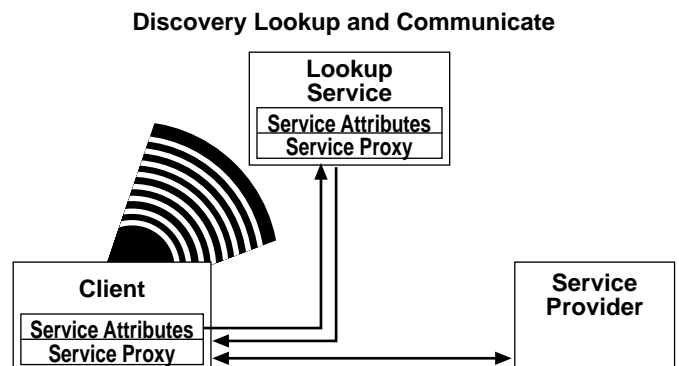 Discovery Lookup and Communicate
Lookup
Service
Service Attributes
Service Proxy
Client
Service Attributes
Service Proxy
Service
Provider